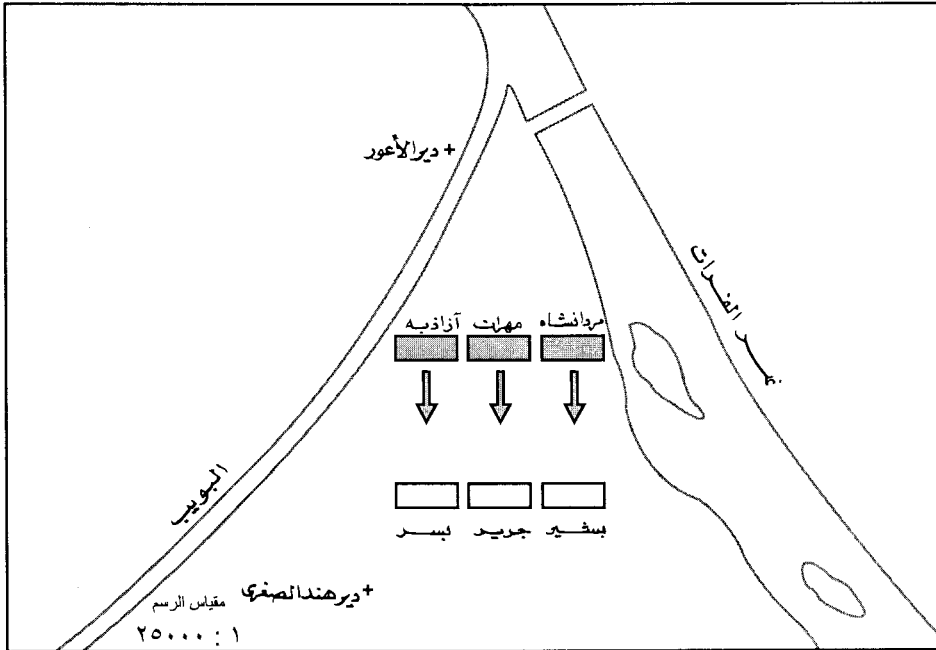 + دير الأعور
نهر الفرات
مردانشاه
مهران
آزاذبه
البويب
بشير
جرير
بسر
+ دير هند الصغرى
مقياس الرسم
١ : ٢٥٠٠٠